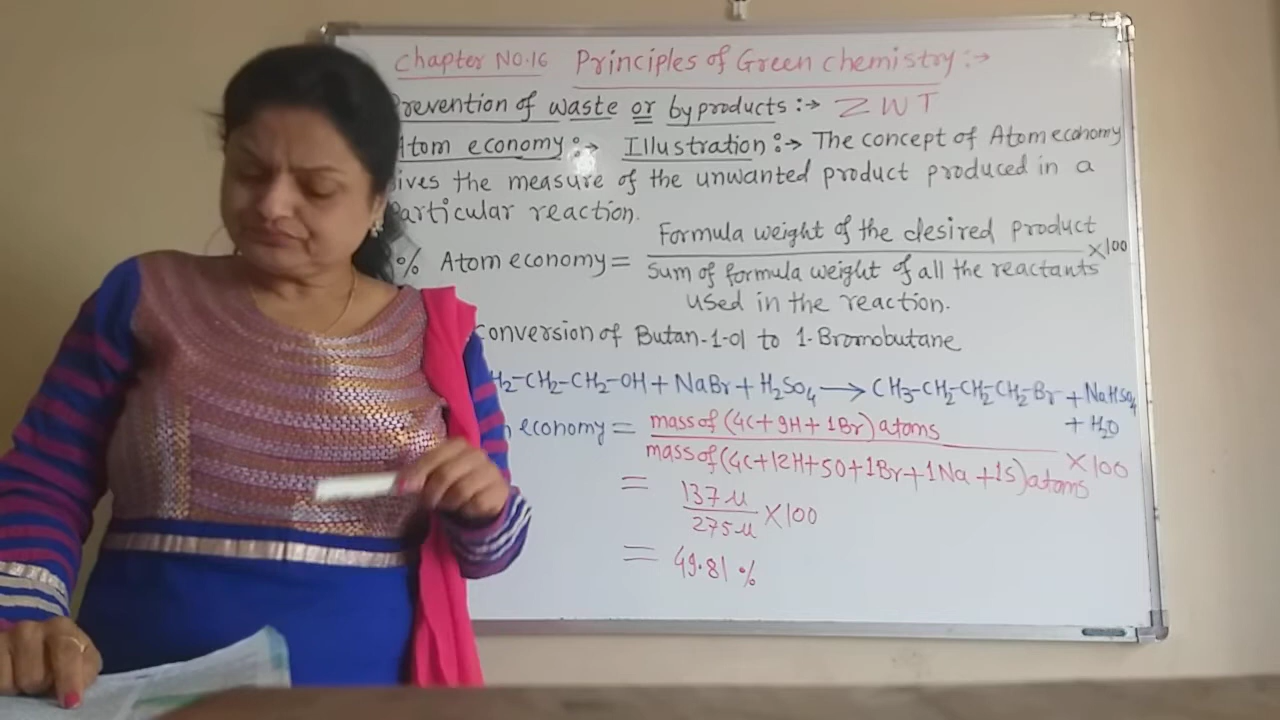 Chapter No.16 Principles of Green chemistry:→
Prevention of waste or byproducts:→ ZWT
Atom economy:→ Illustration:→ The concept of Atom economy
gives the measure of the unwanted product produced in a
Particular reaction.
% Atom economy = Formula weight of the desired product
Sum of formula weight of all the reactants ×100
used in the reaction.
conversion of Butan-1-ol to 1-Bromobutane
H₂-CH₂-CH₂-OH + NaBr + H₂SO₄ → CH₃-CH₂-CH₂-CH₂-Br + NaHSO₄
+ H₂O
economy = mass of (4C+9H+1Br) atoms
mass of (4C+12H+5O+1Br+1Na+1S) atoms ×100
= 137u
275u ×100
= 49.81 %